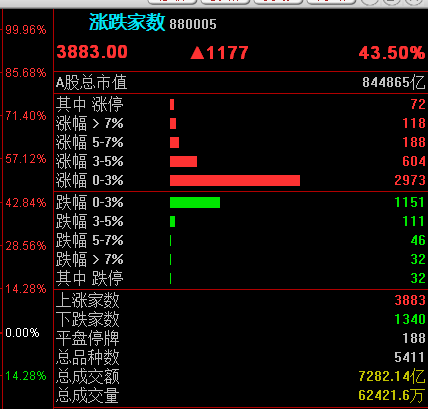 涨跌家数 880005
99.96%
3883.00 ▲1177 43.50%
85.68%
A股总市值 844865亿
其中 涨停 72
71.40%
涨幅 > 7% 118
涨幅 5-7% 188
57.12%
涨幅 3-5% 604
涨幅 0-3% 2973
42.84%
跌幅 0-3% 1151
跌幅 3-5% 111
28.56%
跌幅 5-7% 46
跌幅 > 7% 32
其中 跌停 32
14.28%
上涨家数 3883
下跌家数 1340
0.00%
平盘停牌 188
总品种数 5411
14.28%
总成交额 7282.14亿
总成交量 62421.6万